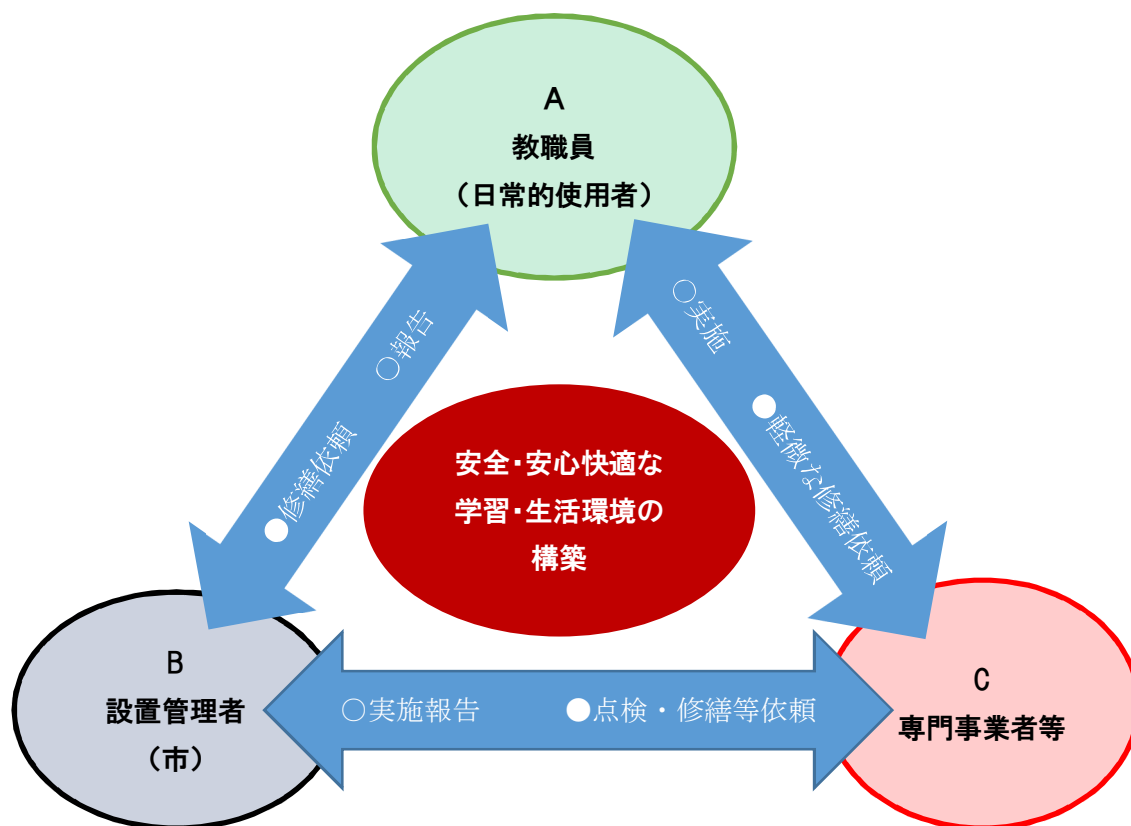 A
教職員
（日常的使用者）
○報告
●修繕依頼
○実施
●軽微な修繕依頼
安全・安心快適な
学習・生活環境の
構築
B
設置管理者
（市）
○実施報告 ●点検・修繕等依頼
C
専門事業者等